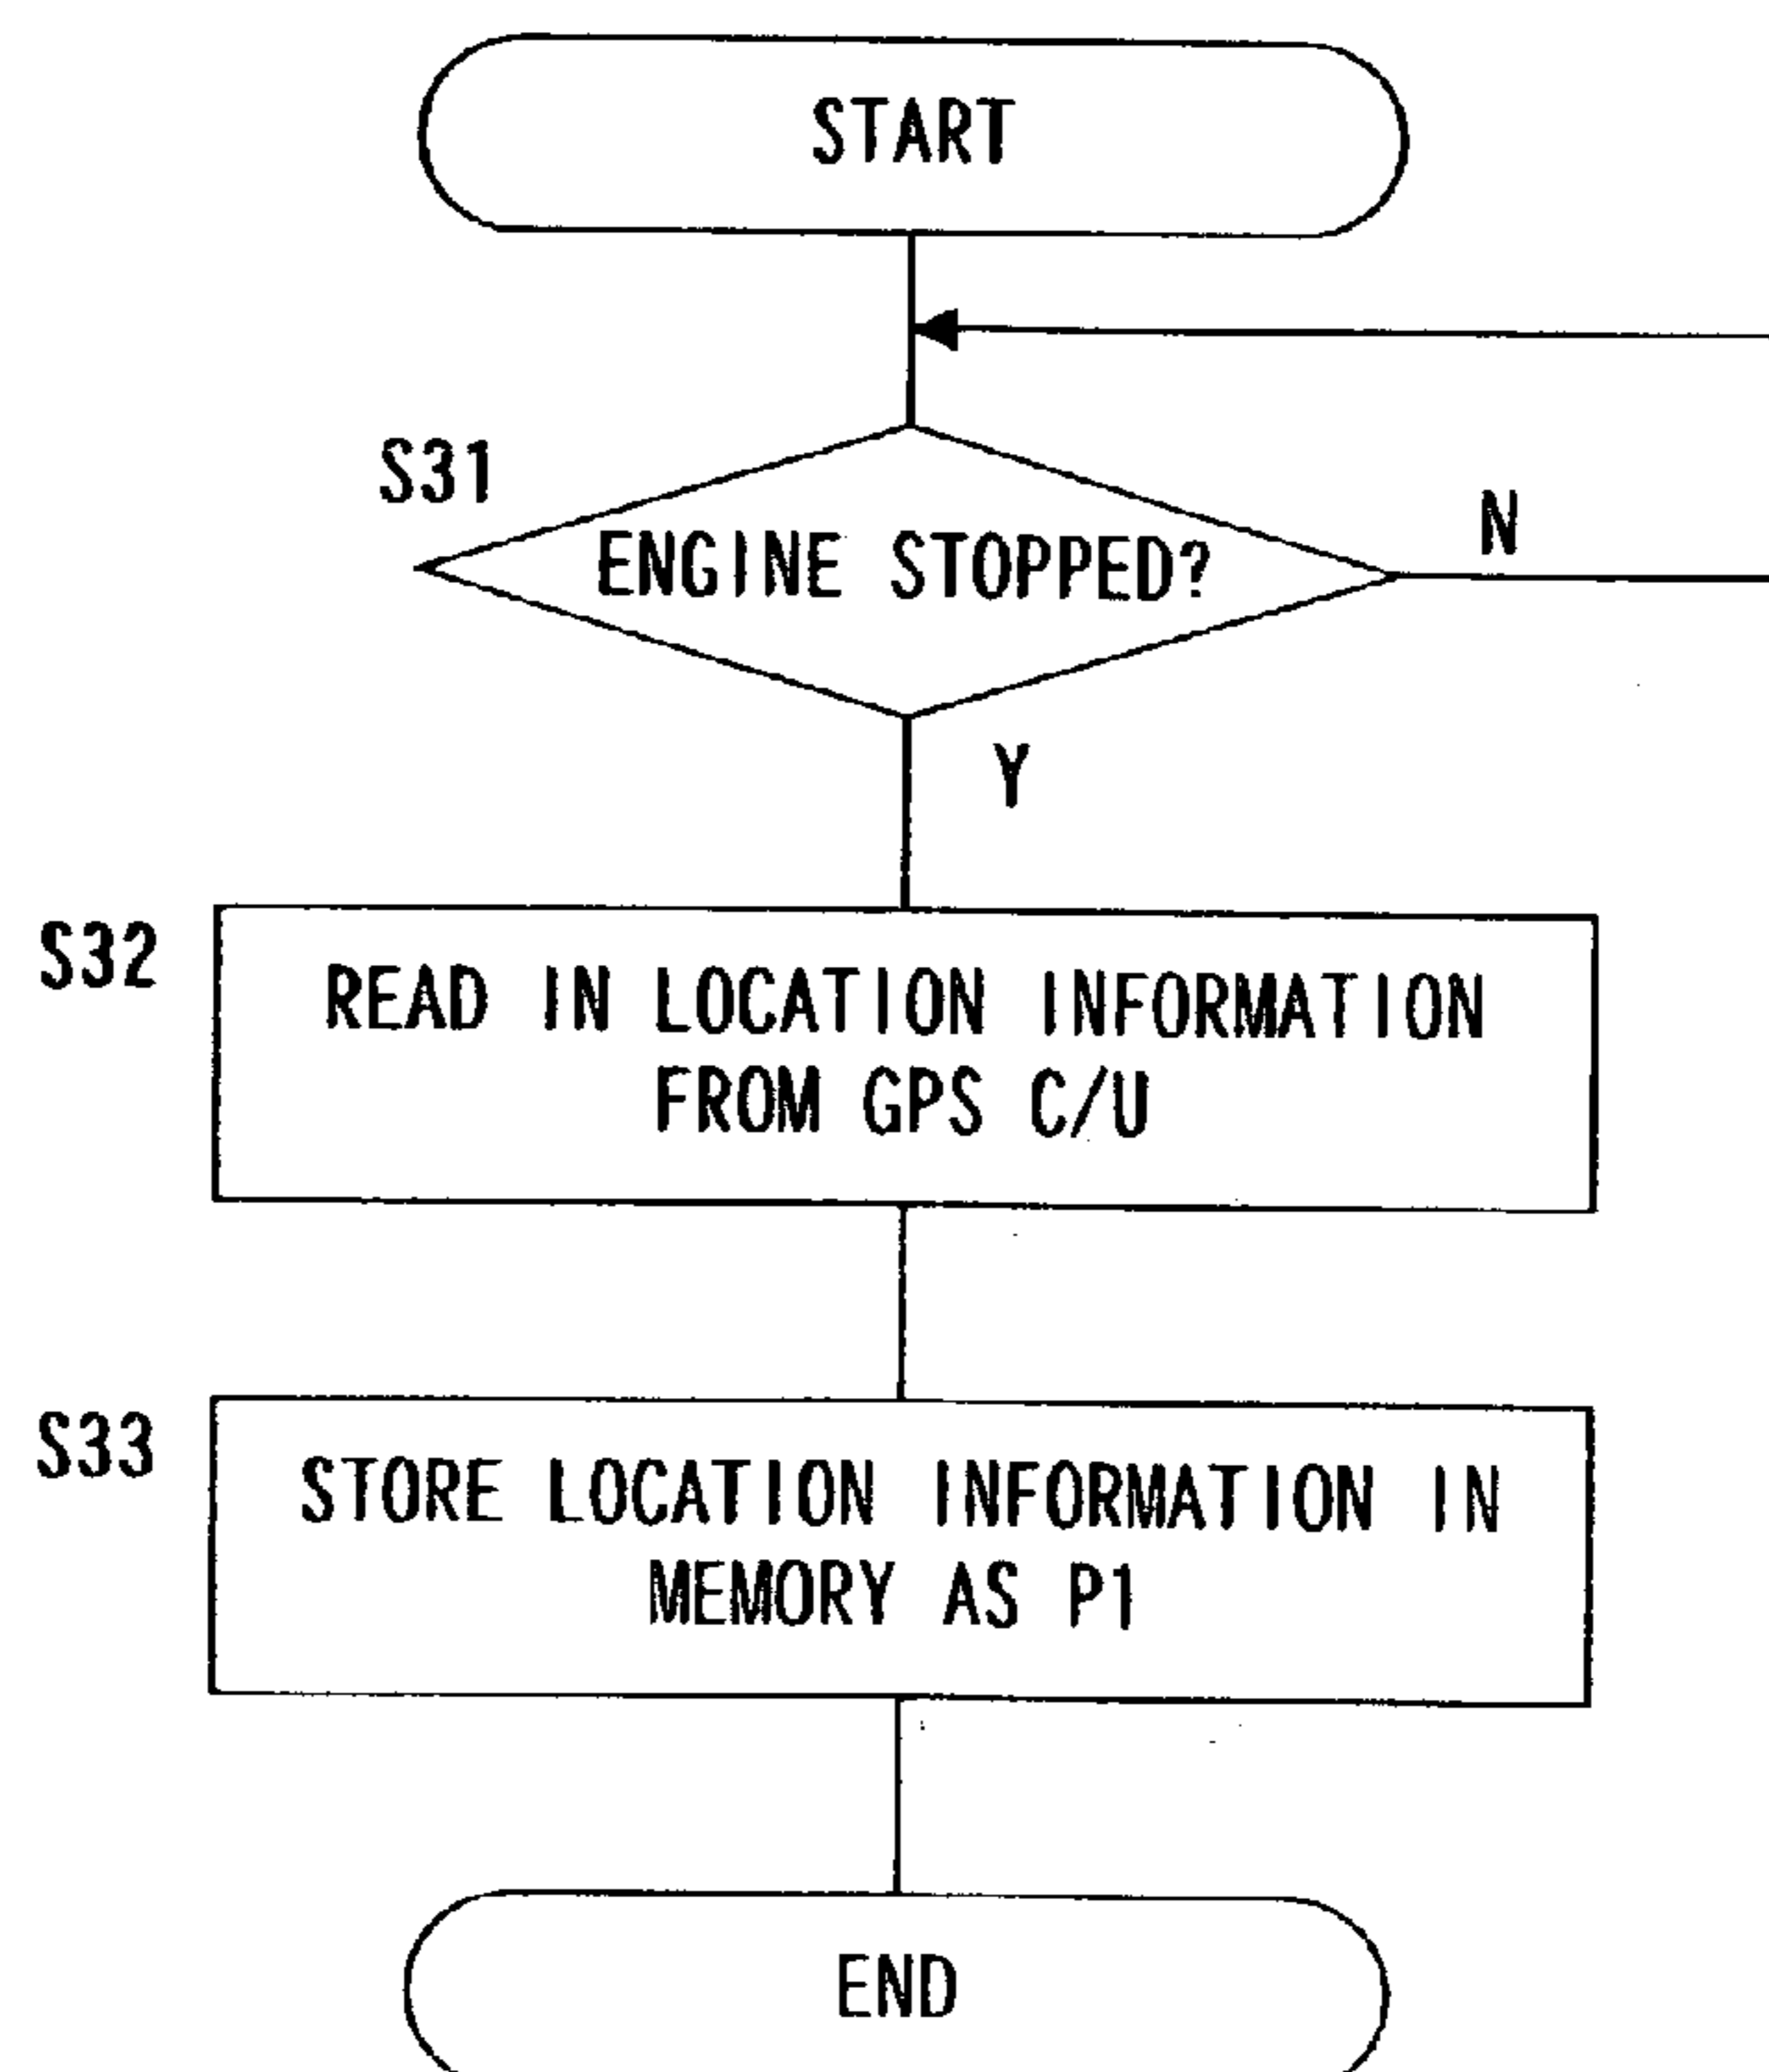 START
S31
ENGINE STOPPED?
N
Y
S32
READ IN LOCATION INFORMATION
FROM GPS C/U
S33
STORE LOCATION INFORMATION IN
MEMORY AS P1
END